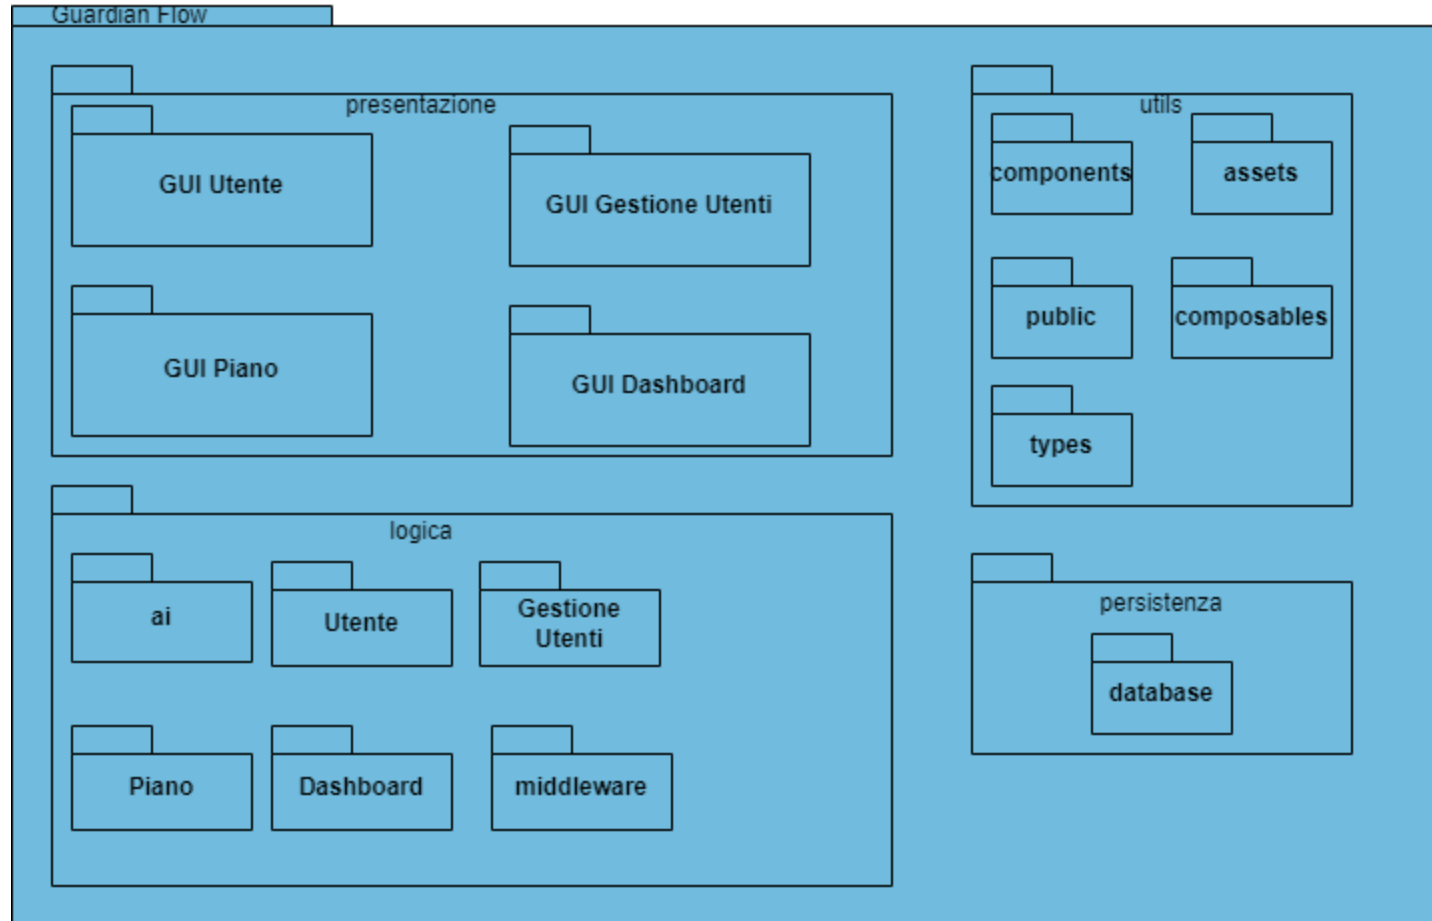 Guardian Flow
presentazione
GUI Utente
GUI Gestione Utenti
GUI Piano
GUI Dashboard
utils
components
assets
public
composables
types
logica
ai
Utente
Gestione
Utenti
Piano
Dashboard
middleware
persistenza
database